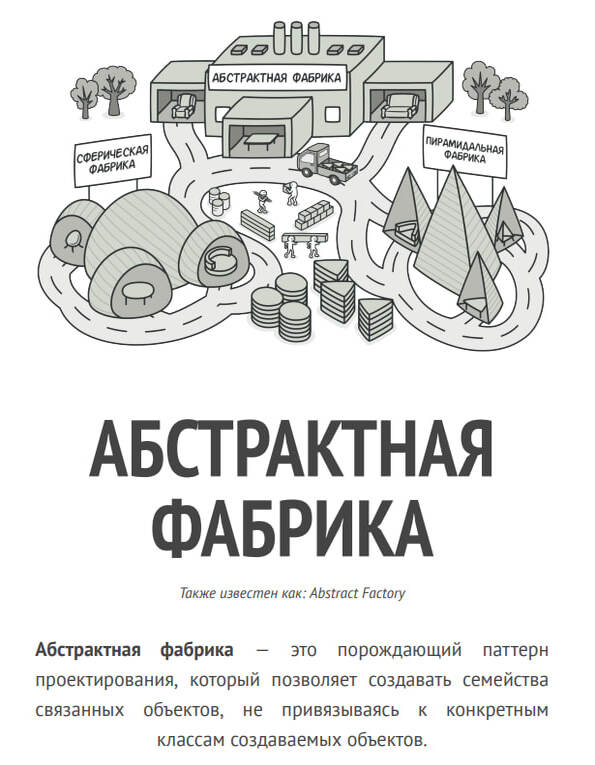 АБСТРАКТНАЯ ФАБРИКА
СФЕРИЧЕСКАЯ
ФАБРИКА
ПИРАМИДАЛЬНАЯ
ФАБРИКА
АБСТРАКТНАЯ
ФАБРИКА
Также известен как: Abstract Factory
Абстрактная фабрика — это порождающий паттерн
проектирования, который позволяет создавать семейства
связанных объектов, не привязываясь к конкретным
классам создаваемых объектов.